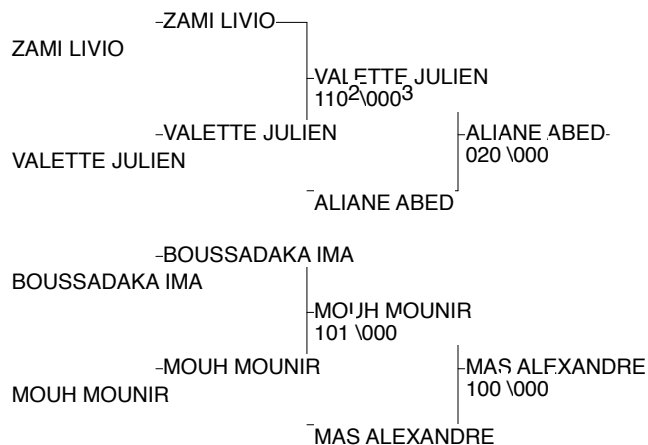 ZAMI LIVIO
ZAMI LIVIO
VALETTE JULIEN
110²\000³
VALETTE JULIEN
ALIANE ABED
VALETTE JULIEN
020 \000
ALIANE ABED
BOUSSADAKA IMA
BOUSSADAKA IMA
MOUH MOUNIR
101 \000
MOUH MOUNIR
MAS ALEXANDRE
100 \000
MOUH MOUNIR
MAS ALEXANDRE